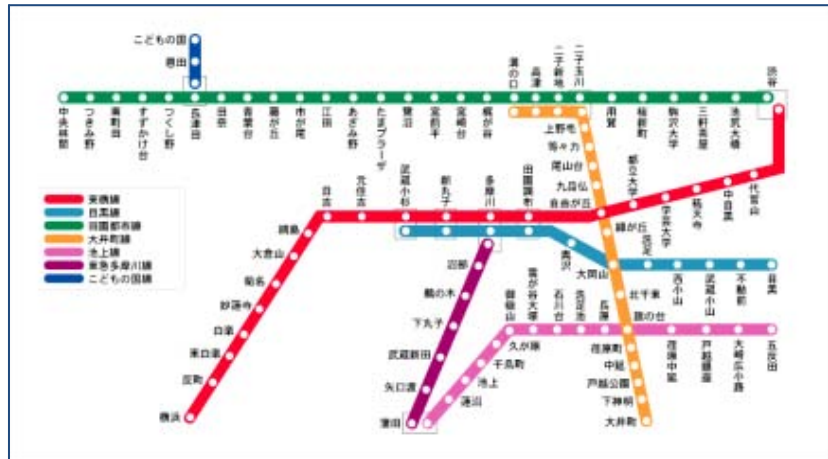 こどもの国
恩田
溝の口
高津
二子新地
二子玉川
渋谷
中央林間
つきみ野
南町田
すずかけ台
つくし野
長津田
田奈
青葉台
藤が丘
市が尾
江田
あざみ野
たまプラーザ
鷺沼
宮前平
宮崎台
梶が谷
用賀
桜新町
駒沢大学
三軒茶屋
池尻大橋
上野毛
等々力
尾山台
九品仏
自由が丘
都立大学
学芸大学
祐天寺
中目黒
代官山
日吉
元住吉
武蔵小杉
新丸子
多摩川
田園調布
東横線
目黒線
田園都市線
大井町線
池上線
東急多摩川線
こどもの国線
綱島
大倉山
菊名
妙蓮寺
白楽
東白楽
反町
横浜
緑が丘
奥沢
大岡山
洗足
西小山
武蔵小山
不動前
目黒
沼部
鵜の木
下丸子
武蔵新田
矢口渡
蒲田
御嶽山
雪が谷大塚
石川台
洗足池
長原
北千束
旗の台
久が原
千鳥町
池上
蓮沼
荏原町
中延
戸越公園
下神明
大井町
荏原中延
戸越銀座
大崎広小路
五反田